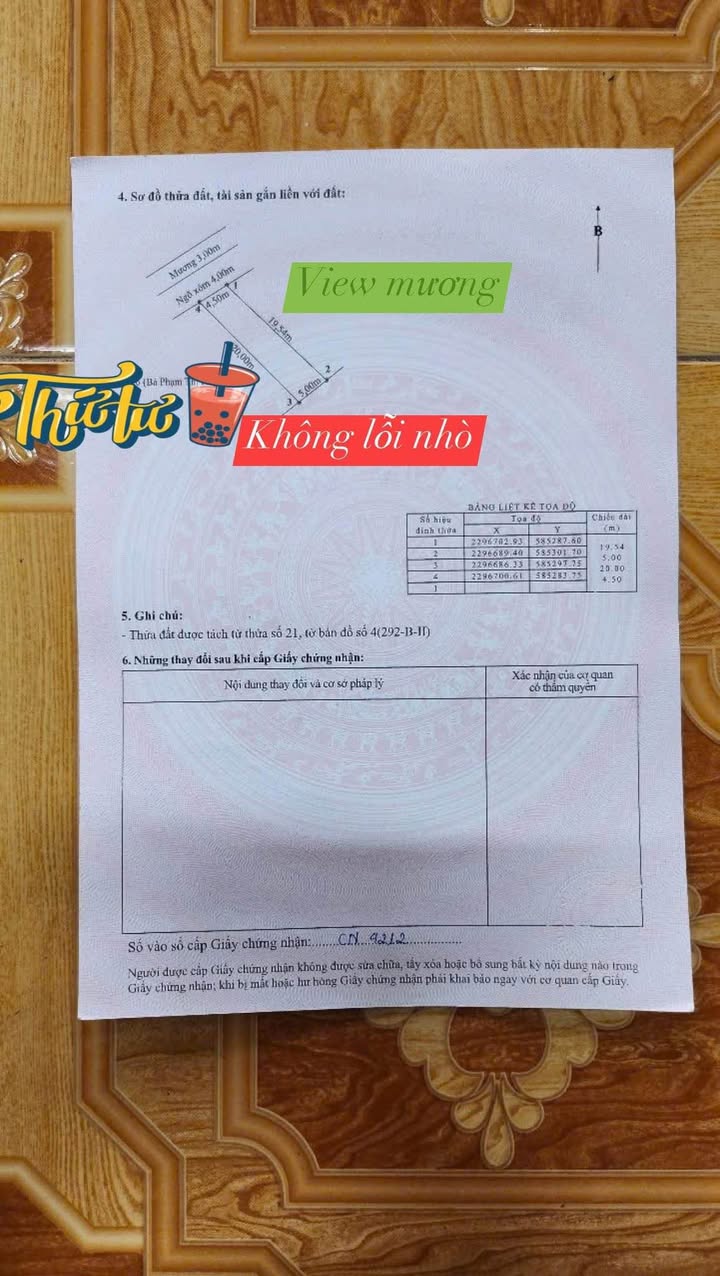 4. Sơ đồ thửa đất, tài sản gắn liền với đất:
B
Mương 3,00m
Ngõ xóm 4,00m
1
4,50m
4
View mương
19,54m
20,00m
2
(Bà Phạm
3
5,00m
Thứ tư
Không lỗi nhò
BẢNG LIỆT KÊ TỌA ĐỘ
Số hiệu Tọa độ Chiều dài
đỉnh thửa X Y (m)
1 2296702.93 585287.60
19.54
2 2296689.40 585301.70
5.00
3 2296686.33 585297.75
20.00
4 2296700.61 585283.75
4.50
1
5. Ghi chú:
- Thửa đất được tách từ thửa số 21, tờ bản đồ số 4(292-B-II)
6. Những thay đổi sau khi cấp Giấy chứng nhận:
Nội dung thay đổi và cơ sở pháp lý
Xác nhận của cơ quan
có thẩm quyền
Số vào sổ cấp Giấy chứng nhận:.......CN 9212...............
Người được cấp Giấy chứng nhận không được sửa chữa, tẩy xóa hoặc bổ sung bất kỳ nội dung nào trong
Giấy chứng nhận; khi bị mất hoặc hư hỏng Giấy chứng nhận phải khai báo ngay với cơ quan cấp Giấy.